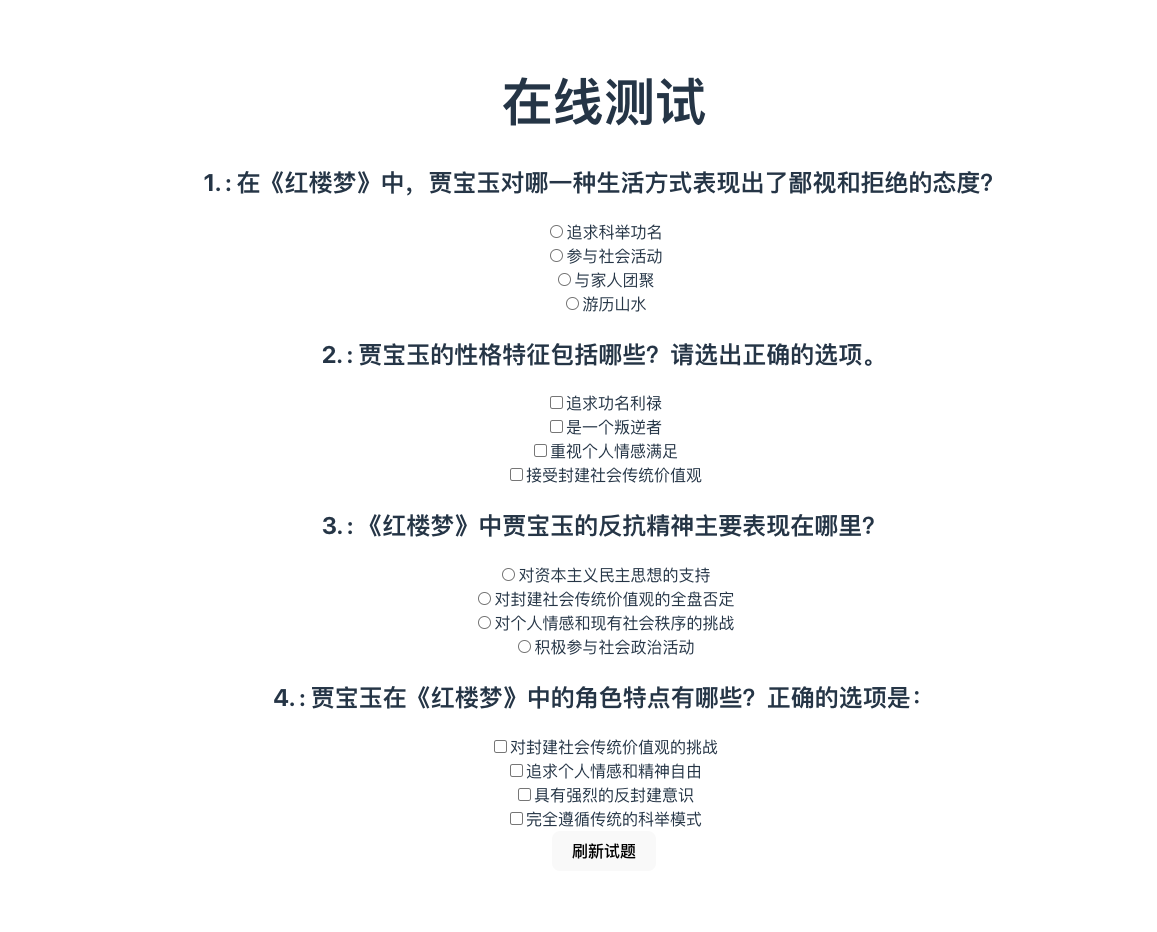 在线测试
1. : 在《红楼梦》中，贾宝玉对哪一种生活方式表现出了鄙视和拒绝的态度？
追求科举功名
参与社会活动
与家人团聚
游历山水
2. : 贾宝玉的性格特征包括哪些？请选出正确的选项。
追求功名利禄
是一个叛逆者
重视个人情感满足
接受封建社会传统价值观
3. : 《红楼梦》中贾宝玉的反抗精神主要表现在哪里？
对资本主义民主思想的支持
对封建社会传统价值观的全盘否定
对个人情感和现有社会秩序的挑战
积极参与社会政治活动
4. : 贾宝玉在《红楼梦》中的角色特点有哪些？正确的选项是：
对封建社会传统价值观的挑战
追求个人情感和精神自由
具有强烈的反封建意识
完全遵循传统的科举模式
刷新试题